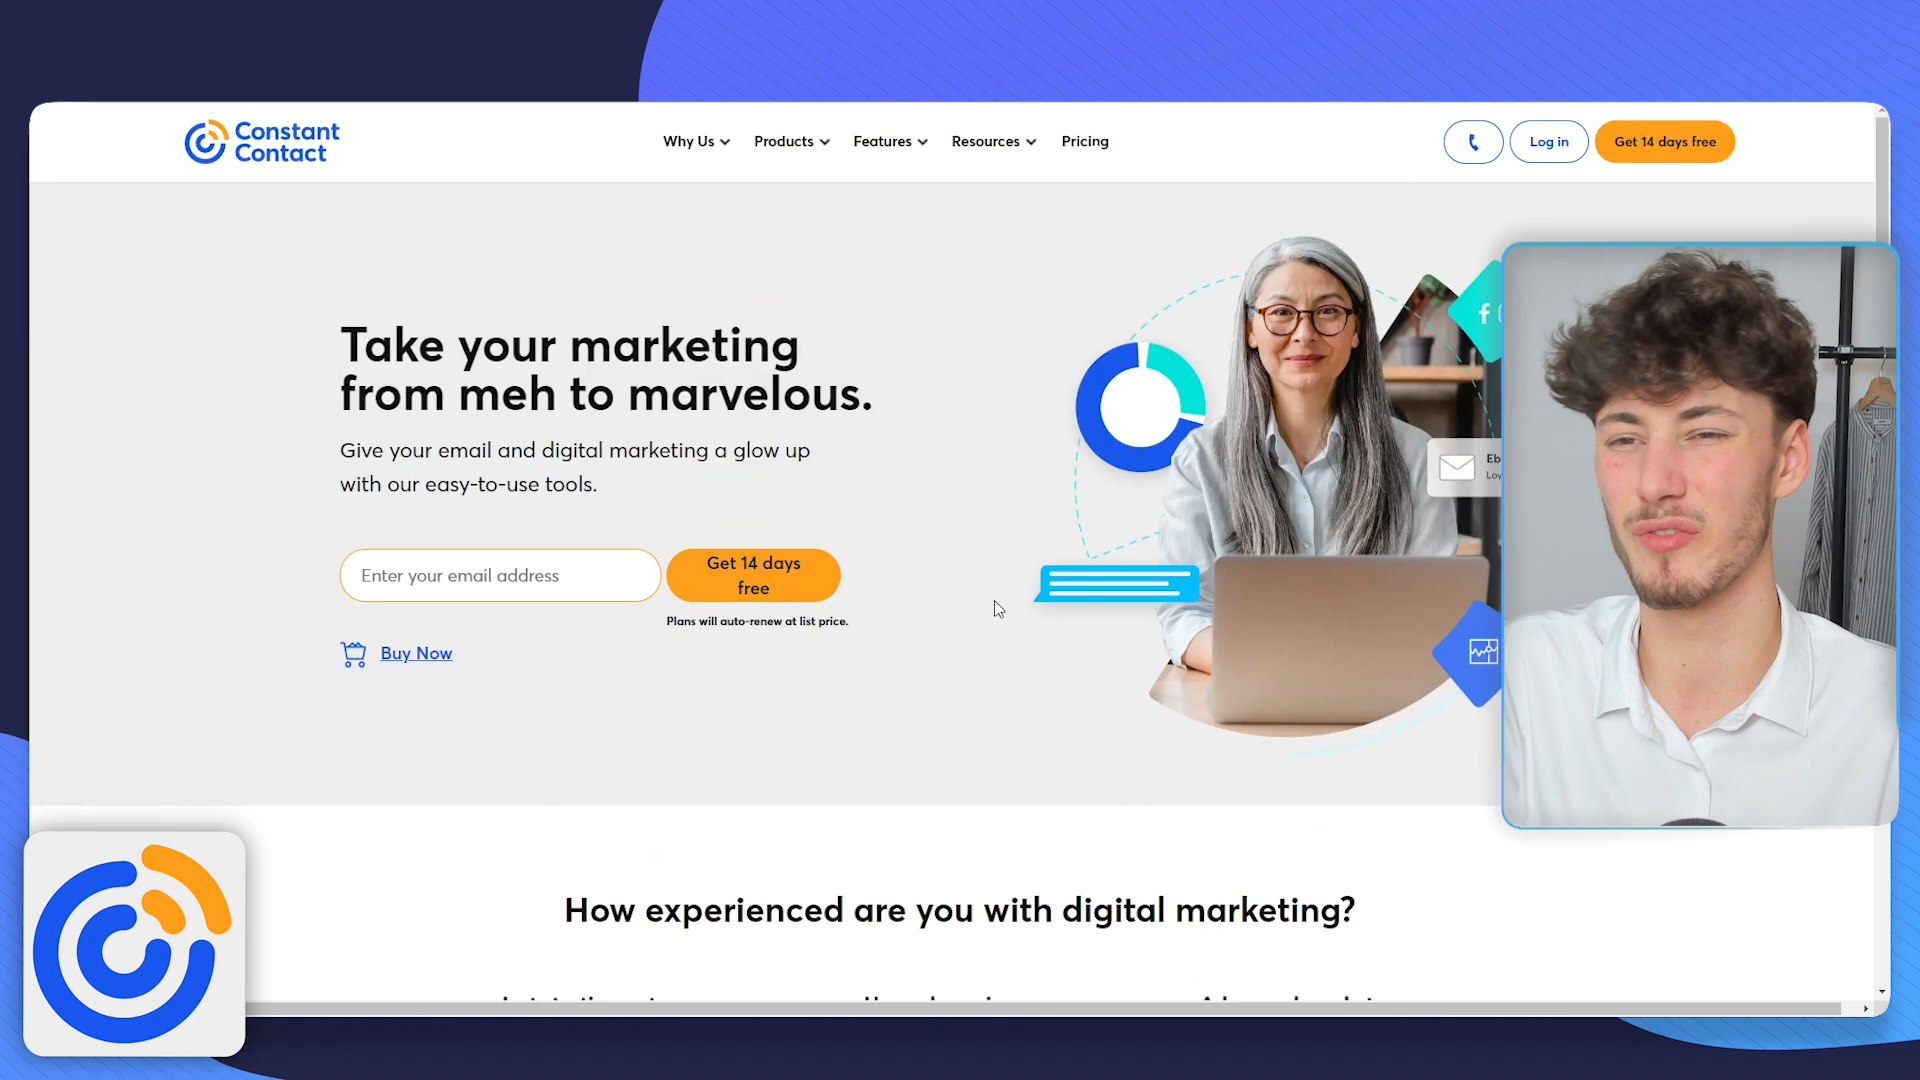 Constant
Contact
Why Us
Products
Features
Resources
Pricing
Log in
Get 14 days free
Take your marketing
from meh to marvelous.
Give your email and digital marketing a glow up
with our easy-to-use tools.
Enter your email address
Get 14 days
free
Plans will auto-renew at list price.
Buy Now
How experienced are you with digital marketing?